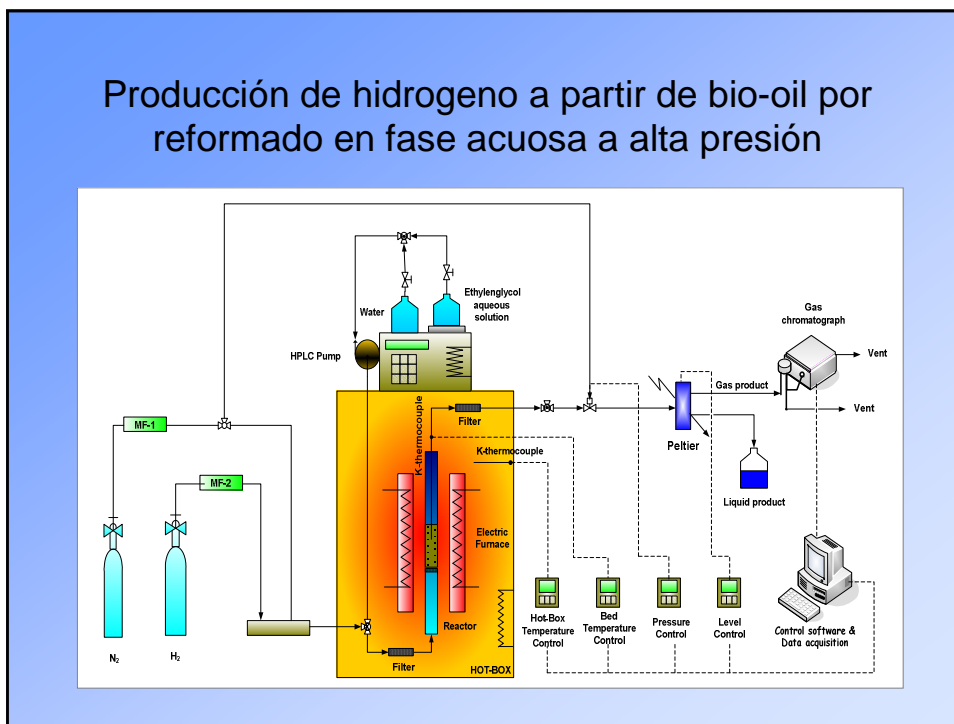 Producción de hidrogeno a partir de bio-oil por
reformado en fase acuosa a alta presión
Ethylenglycol
aqueous
solution
Water
HPLC Pump
Gas
chromatograph
Vent
Gas product
Vent
Filter
Peltier
K-thermocouple
K-thermocouple
MF-1
MF-2
Liquid product
Electric
Furnace
Reactor
Filter
HOT-BOX
N2
H2
Hot-Box
Temperature
Control
Bed
Temperature
Control
Pressure
Control
Level
Control
Control software &
Data acquisition